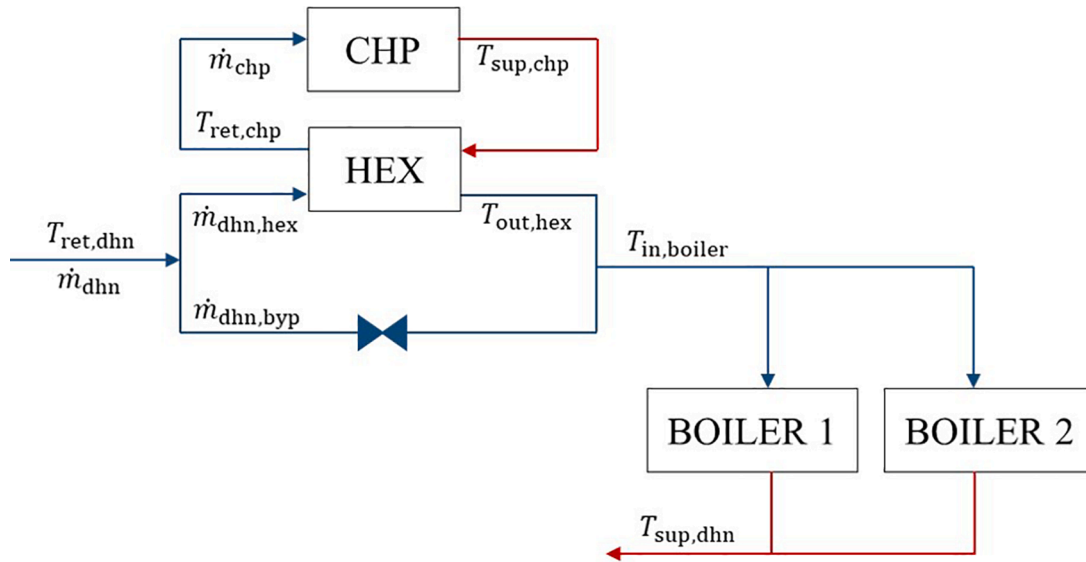 CHP
ṁchp
Tsup,chp
Tret,chp
HEX
ṁdhn,hex
Tout,hex
Tret,dhn
ṁdhn
Tin,boiler
ṁdhn,byp
BOILER 1
BOILER 2
Tsup,dhn